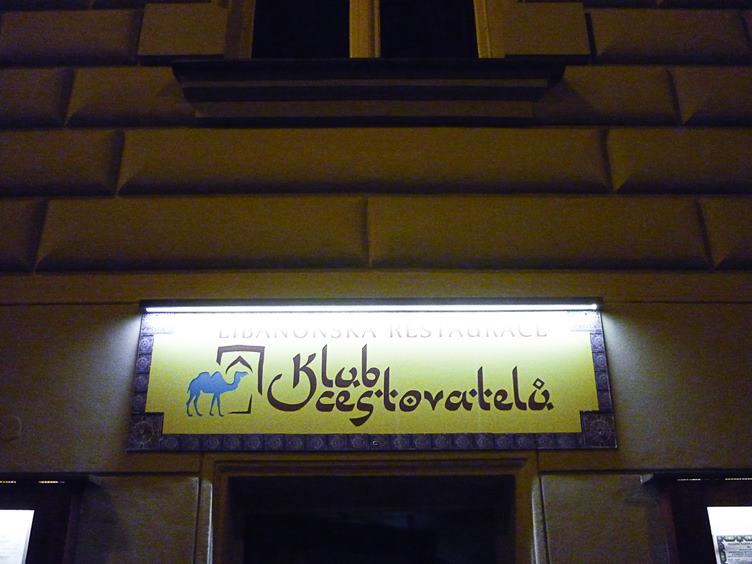 LIBANONSKÁ RESTAURACE
Klub
cestovatelů